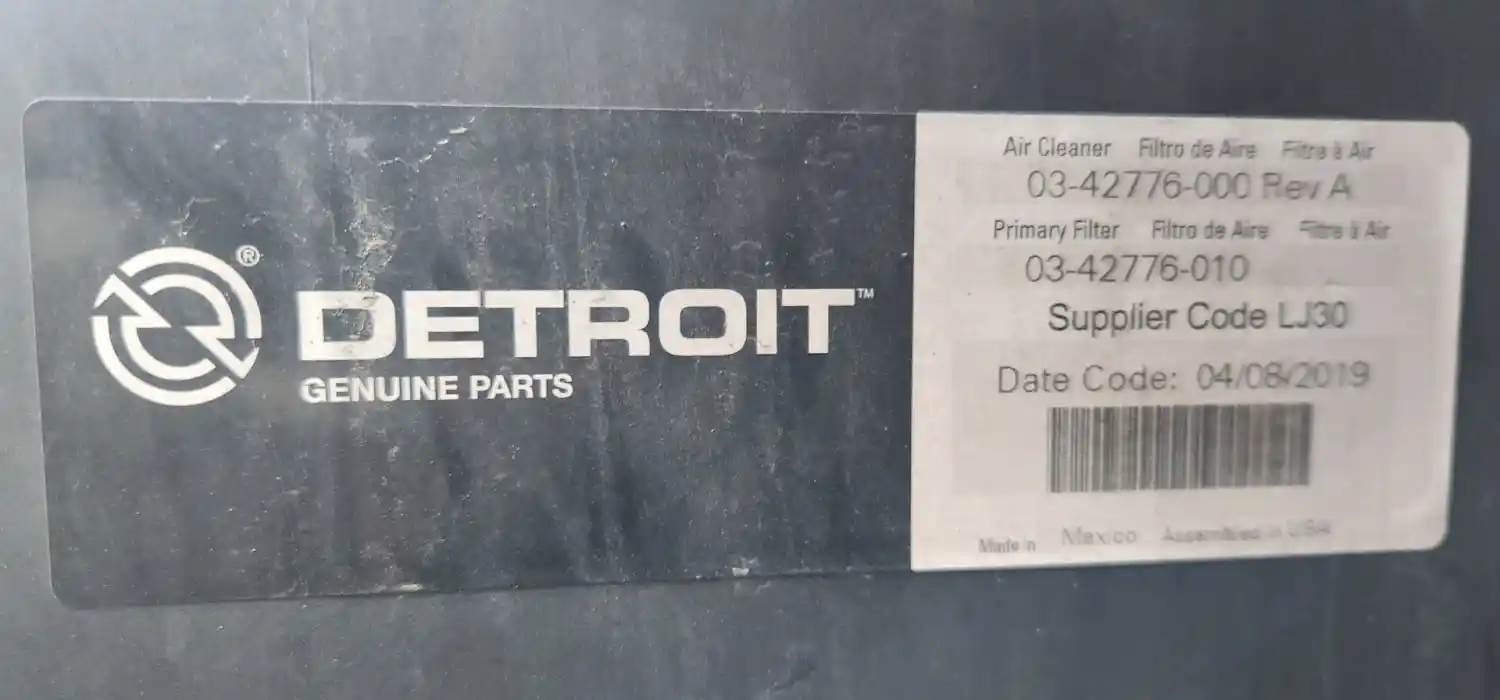 DETROIT™
GENUINE PARTS
Air Cleaner Filtro de Aire Filtre à Air
03-42776-000 Rev A
Primary Filter Filtro de Aire Filtre à Air
03-42776-010
Supplier Code LJ30
Date Code: 04/08/2019
Made in Mexico Assembled in USA